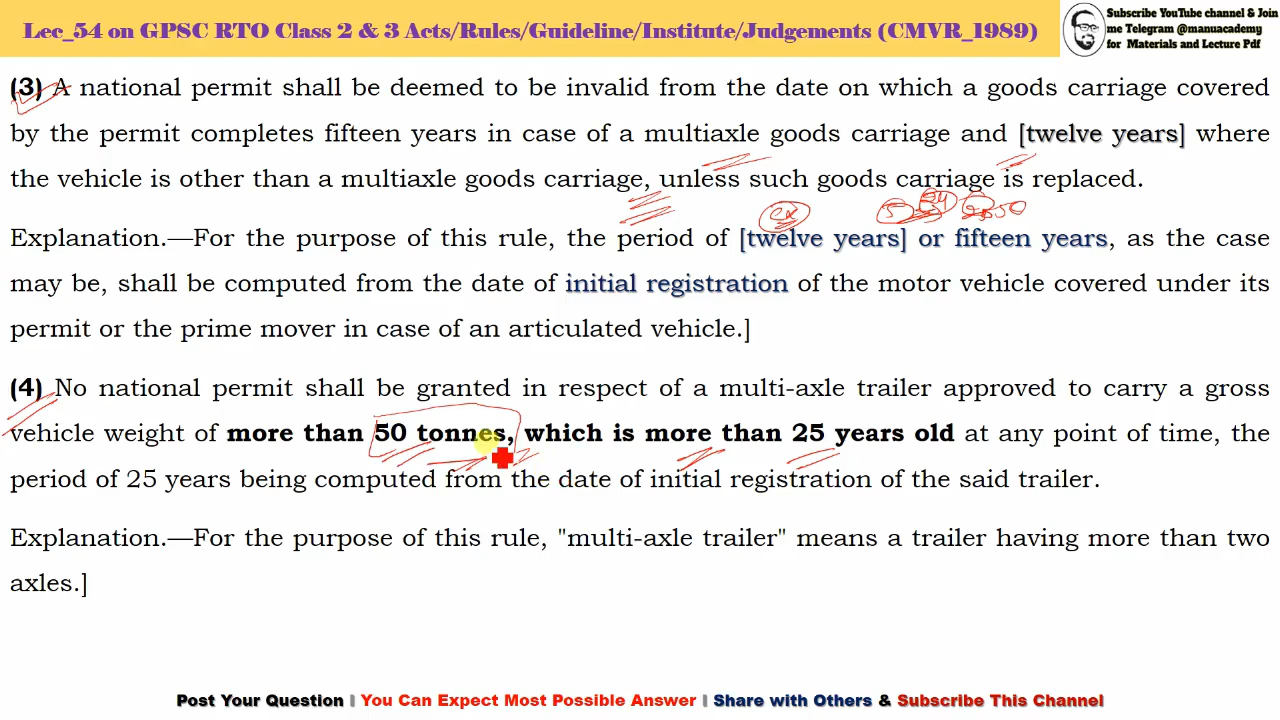 Lec_54 on GPSC RTO Class 2 & 3 Acts/Rules/Guideline/Institute/Judgements (CMVR_1989)
Subscribe YouTube channel & Join
me Telegram @manuacademy
for Materials and Lecture Pdf
(3) A national permit shall be deemed to be invalid from the date on which a goods carriage covered
by the permit completes fifteen years in case of a multiaxle goods carriage and [twelve years] where
the vehicle is other than a multiaxle goods carriage, unless such goods carriage is replaced.
Explanation.—For the purpose of this rule, the period of [twelve years] or fifteen years, as the case
may be, shall be computed from the date of initial registration of the motor vehicle covered under its
permit or the prime mover in case of an articulated vehicle.]
(4) No national permit shall be granted in respect of a multi-axle trailer approved to carry a gross
vehicle weight of more than 50 tonnes, which is more than 25 years old at any point of time, the
period of 25 years being computed from the date of initial registration of the said trailer.
Explanation.—For the purpose of this rule, "multi-axle trailer" means a trailer having more than two
axles.]
Post Your Question | You Can Expect Most Possible Answer | Share with Others & Subscribe This Channel